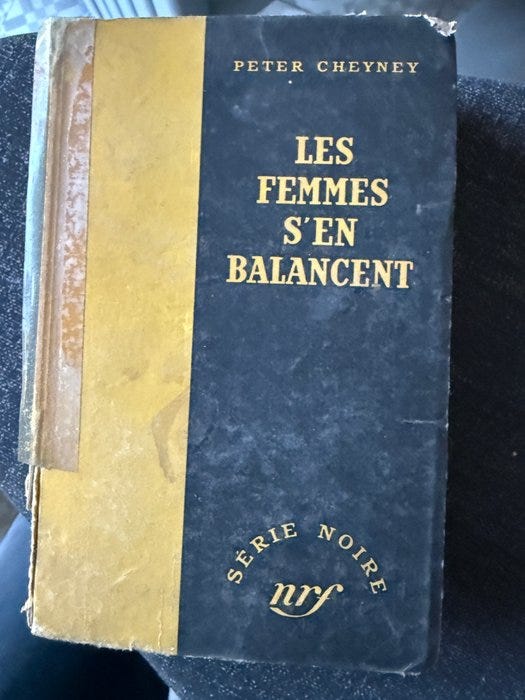 PETER CHEYNEY
LES
FEMMES
S'EN
BALANCENT
SÉRIE NOIRE
nrf